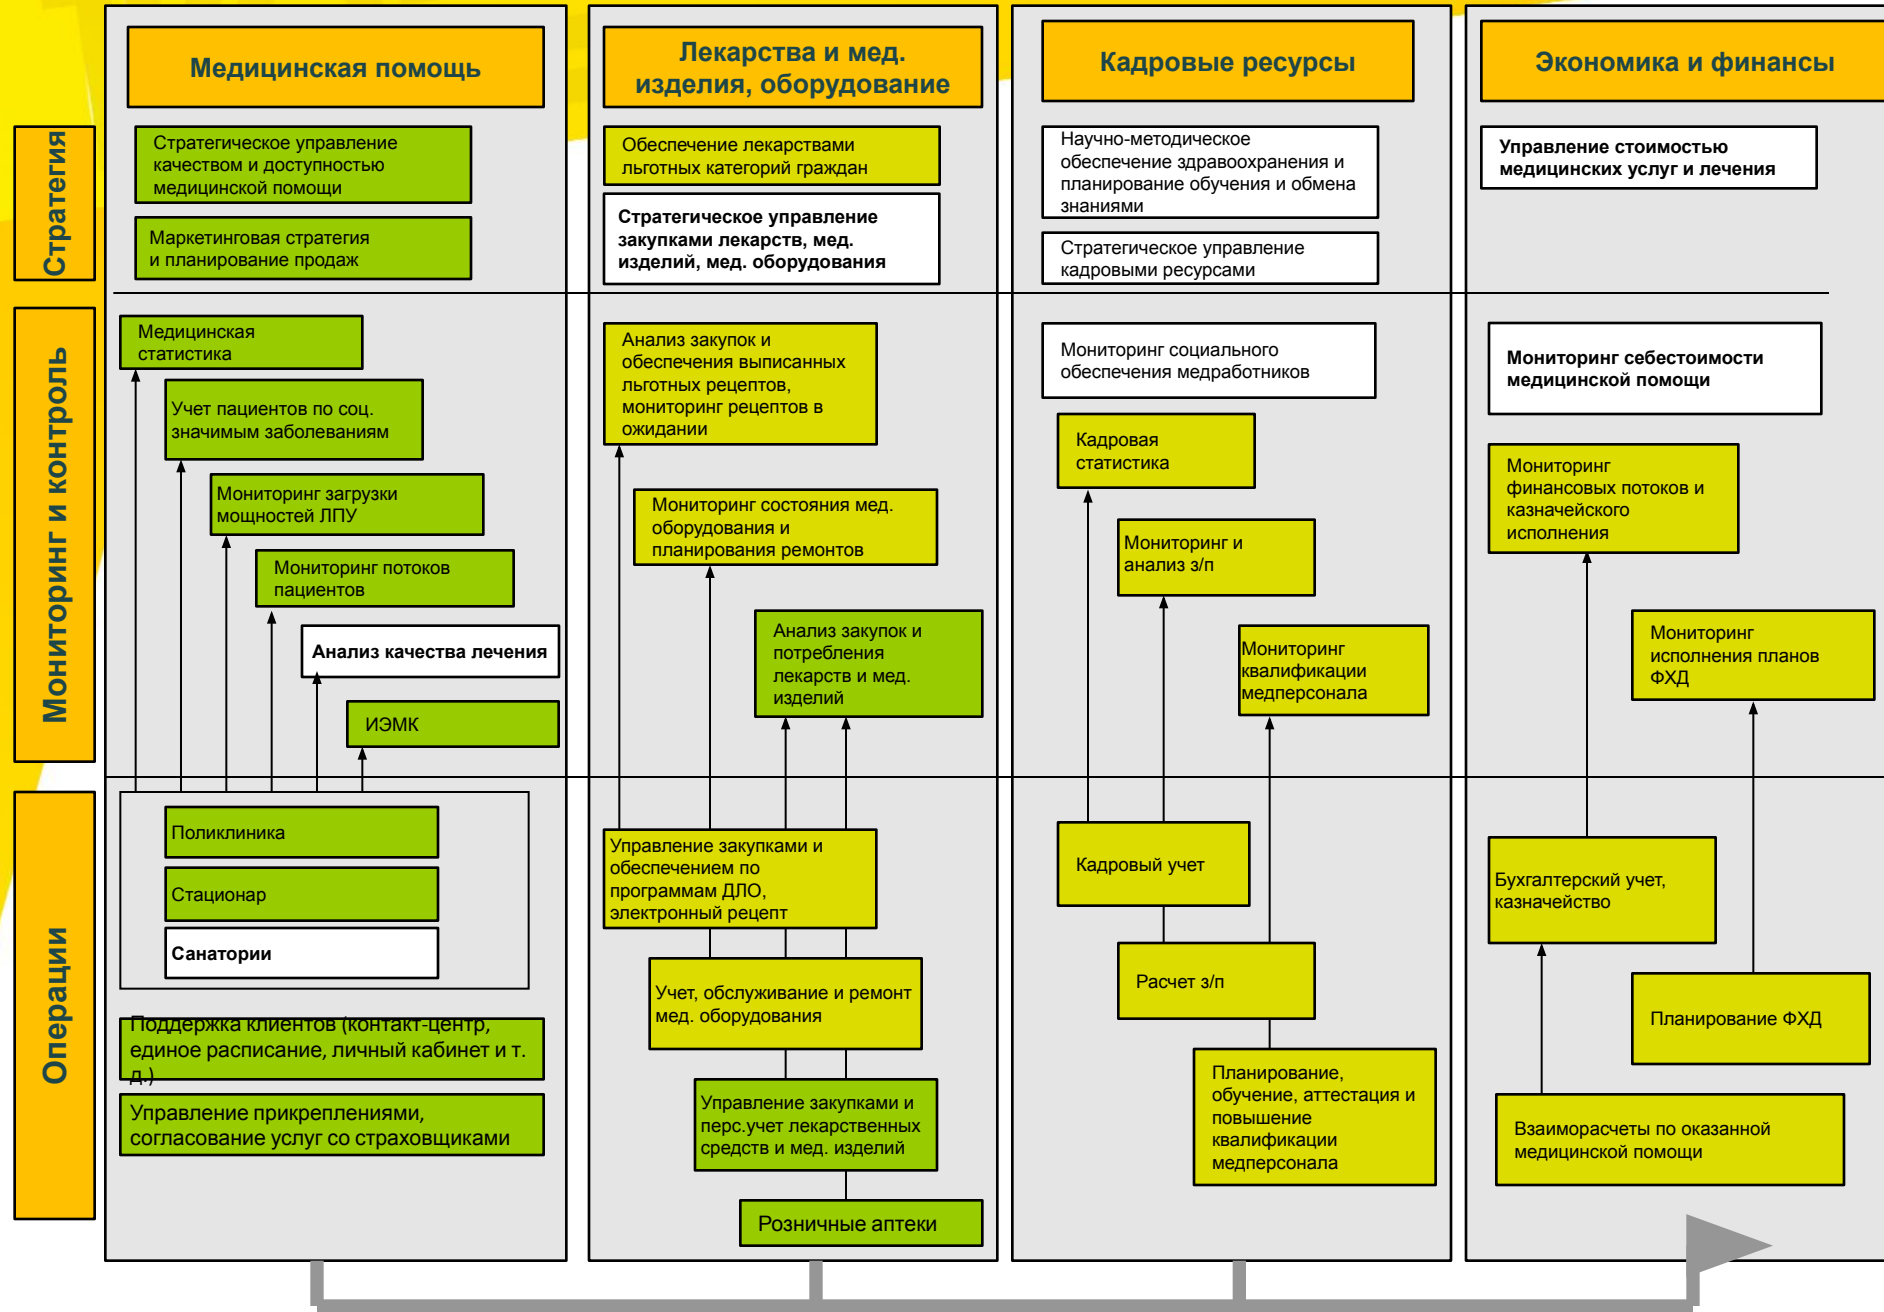 Медицинская помощь
Лекарства и мед.
изделия, оборудование
Кадровые ресурсы
Экономика и финансы
Стратегия
Стратегическое управление
качеством и доступностью
медицинской помощи
Маркетинговая стратегия
и планирование продаж
Обеспечение лекарствами
льготных категорий граждан
Стратегическое управление
закупками лекарств, мед.
изделий, мед. оборудования
Научно-методическое
обеспечение здравоохранения и
планирование обучения и обмена
знаниями
Стратегическое управление
кадровыми ресурсами
Управление стоимостью
медицинских услуг и лечения
Мониторинг и контроль
Медицинская
статистика
Учет пациентов по соц.
значимым заболеваниям
Мониторинг загрузки
мощностей ЛПУ
Мониторинг потоков
пациентов
Анализ качества лечения
ИЭМК
Анализ закупок и
обеспечения выписанных
льготных рецептов,
мониторинг рецептов в
ожидании
Мониторинг состояния мед.
оборудования и
планирования ремонтов
Анализ закупок и
потребления
лекарств и мед.
изделий
Мониторинг социального
обеспечения медработников
Кадровая
статистика
Мониторинг и
анализ з/п
Мониторинг
квалификации
медперсонала
Мониторинг себестоимости
медицинской помощи
Мониторинг
финансовых потоков и
казначейского
исполнения
Мониторинг
исполнения планов
ФХД
Операции
Поликлиника
Стационар
Санатории
Поддержка клиентов (контакт-центр,
единое расписание, личный кабинет и т.
д.)
Управление прикреплениями,
согласование услуг со страховщиками
Управление закупками и
обеспечением по
программам ДЛО,
электронный рецепт
Учет, обслуживание и ремонт
мед. оборудования
Управление закупками и
перс.учет лекарственных
средств и мед. изделий
Розничные аптеки
Кадровый учет
Расчет з/п
Планирование,
обучение, аттестация и
повышение
квалификации
медперсонала
Бухгалтерский учет,
казначейство
Планирование ФХД
Взаиморасчеты по оказанной
медицинской помощи